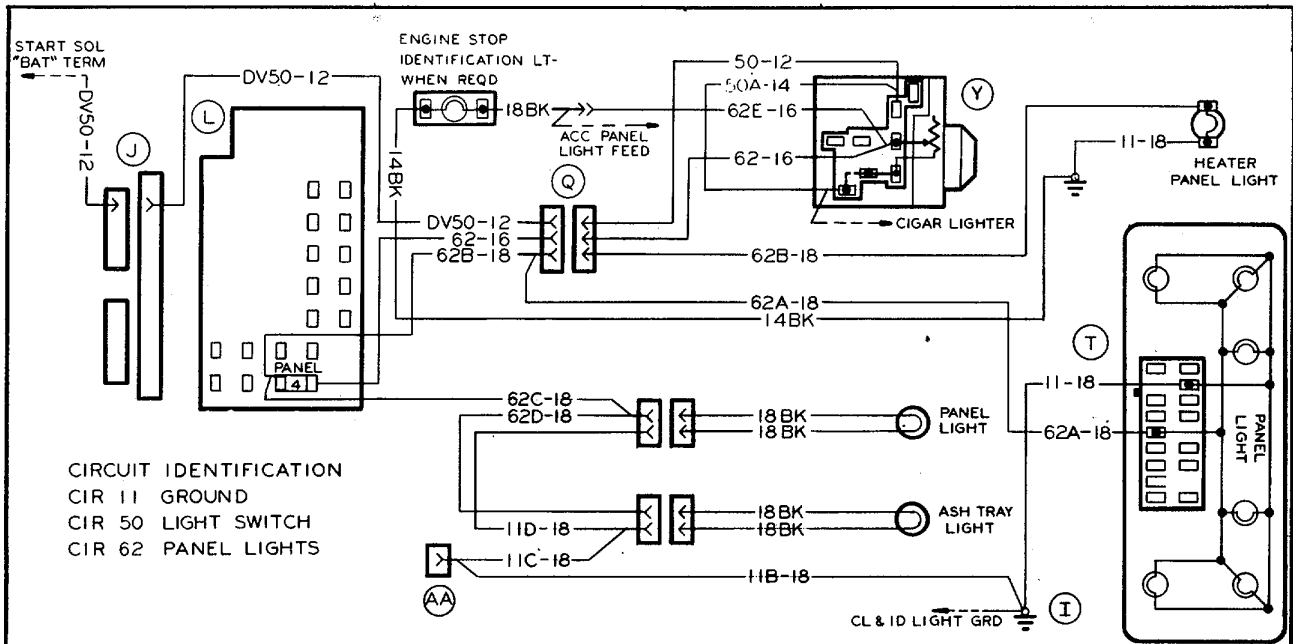 START SOL
"BAT" TERM
DV50-12
DV50-12
J
L
ENGINE STOP
IDENTIFICATION LT-
WHEN REQD
18BK
ACC PANEL
LIGHT FEED
14BK
Q
50-12
50A-14
62E-16
62-16
Y
CIGAR LIGHTER
11-18
HEATER
PANEL LIGHT
DV50-12
62-16
62B-18
62B-18
62A-18
14BK
PANEL
4
T
11-18
62A-18
PANEL
LIGHT
62C-18
62D-18
18BK
18BK
PANEL
LIGHT
18BK
18BK
ASH TRAY
LIGHT
11D-18
11C-18
11B-18
AA
CL & ID LIGHT GRD
I
CIRCUIT IDENTIFICATION
CIR 11 GROUND
CIR 50 LIGHT SWITCH
CIR 62 PANEL LIGHTS